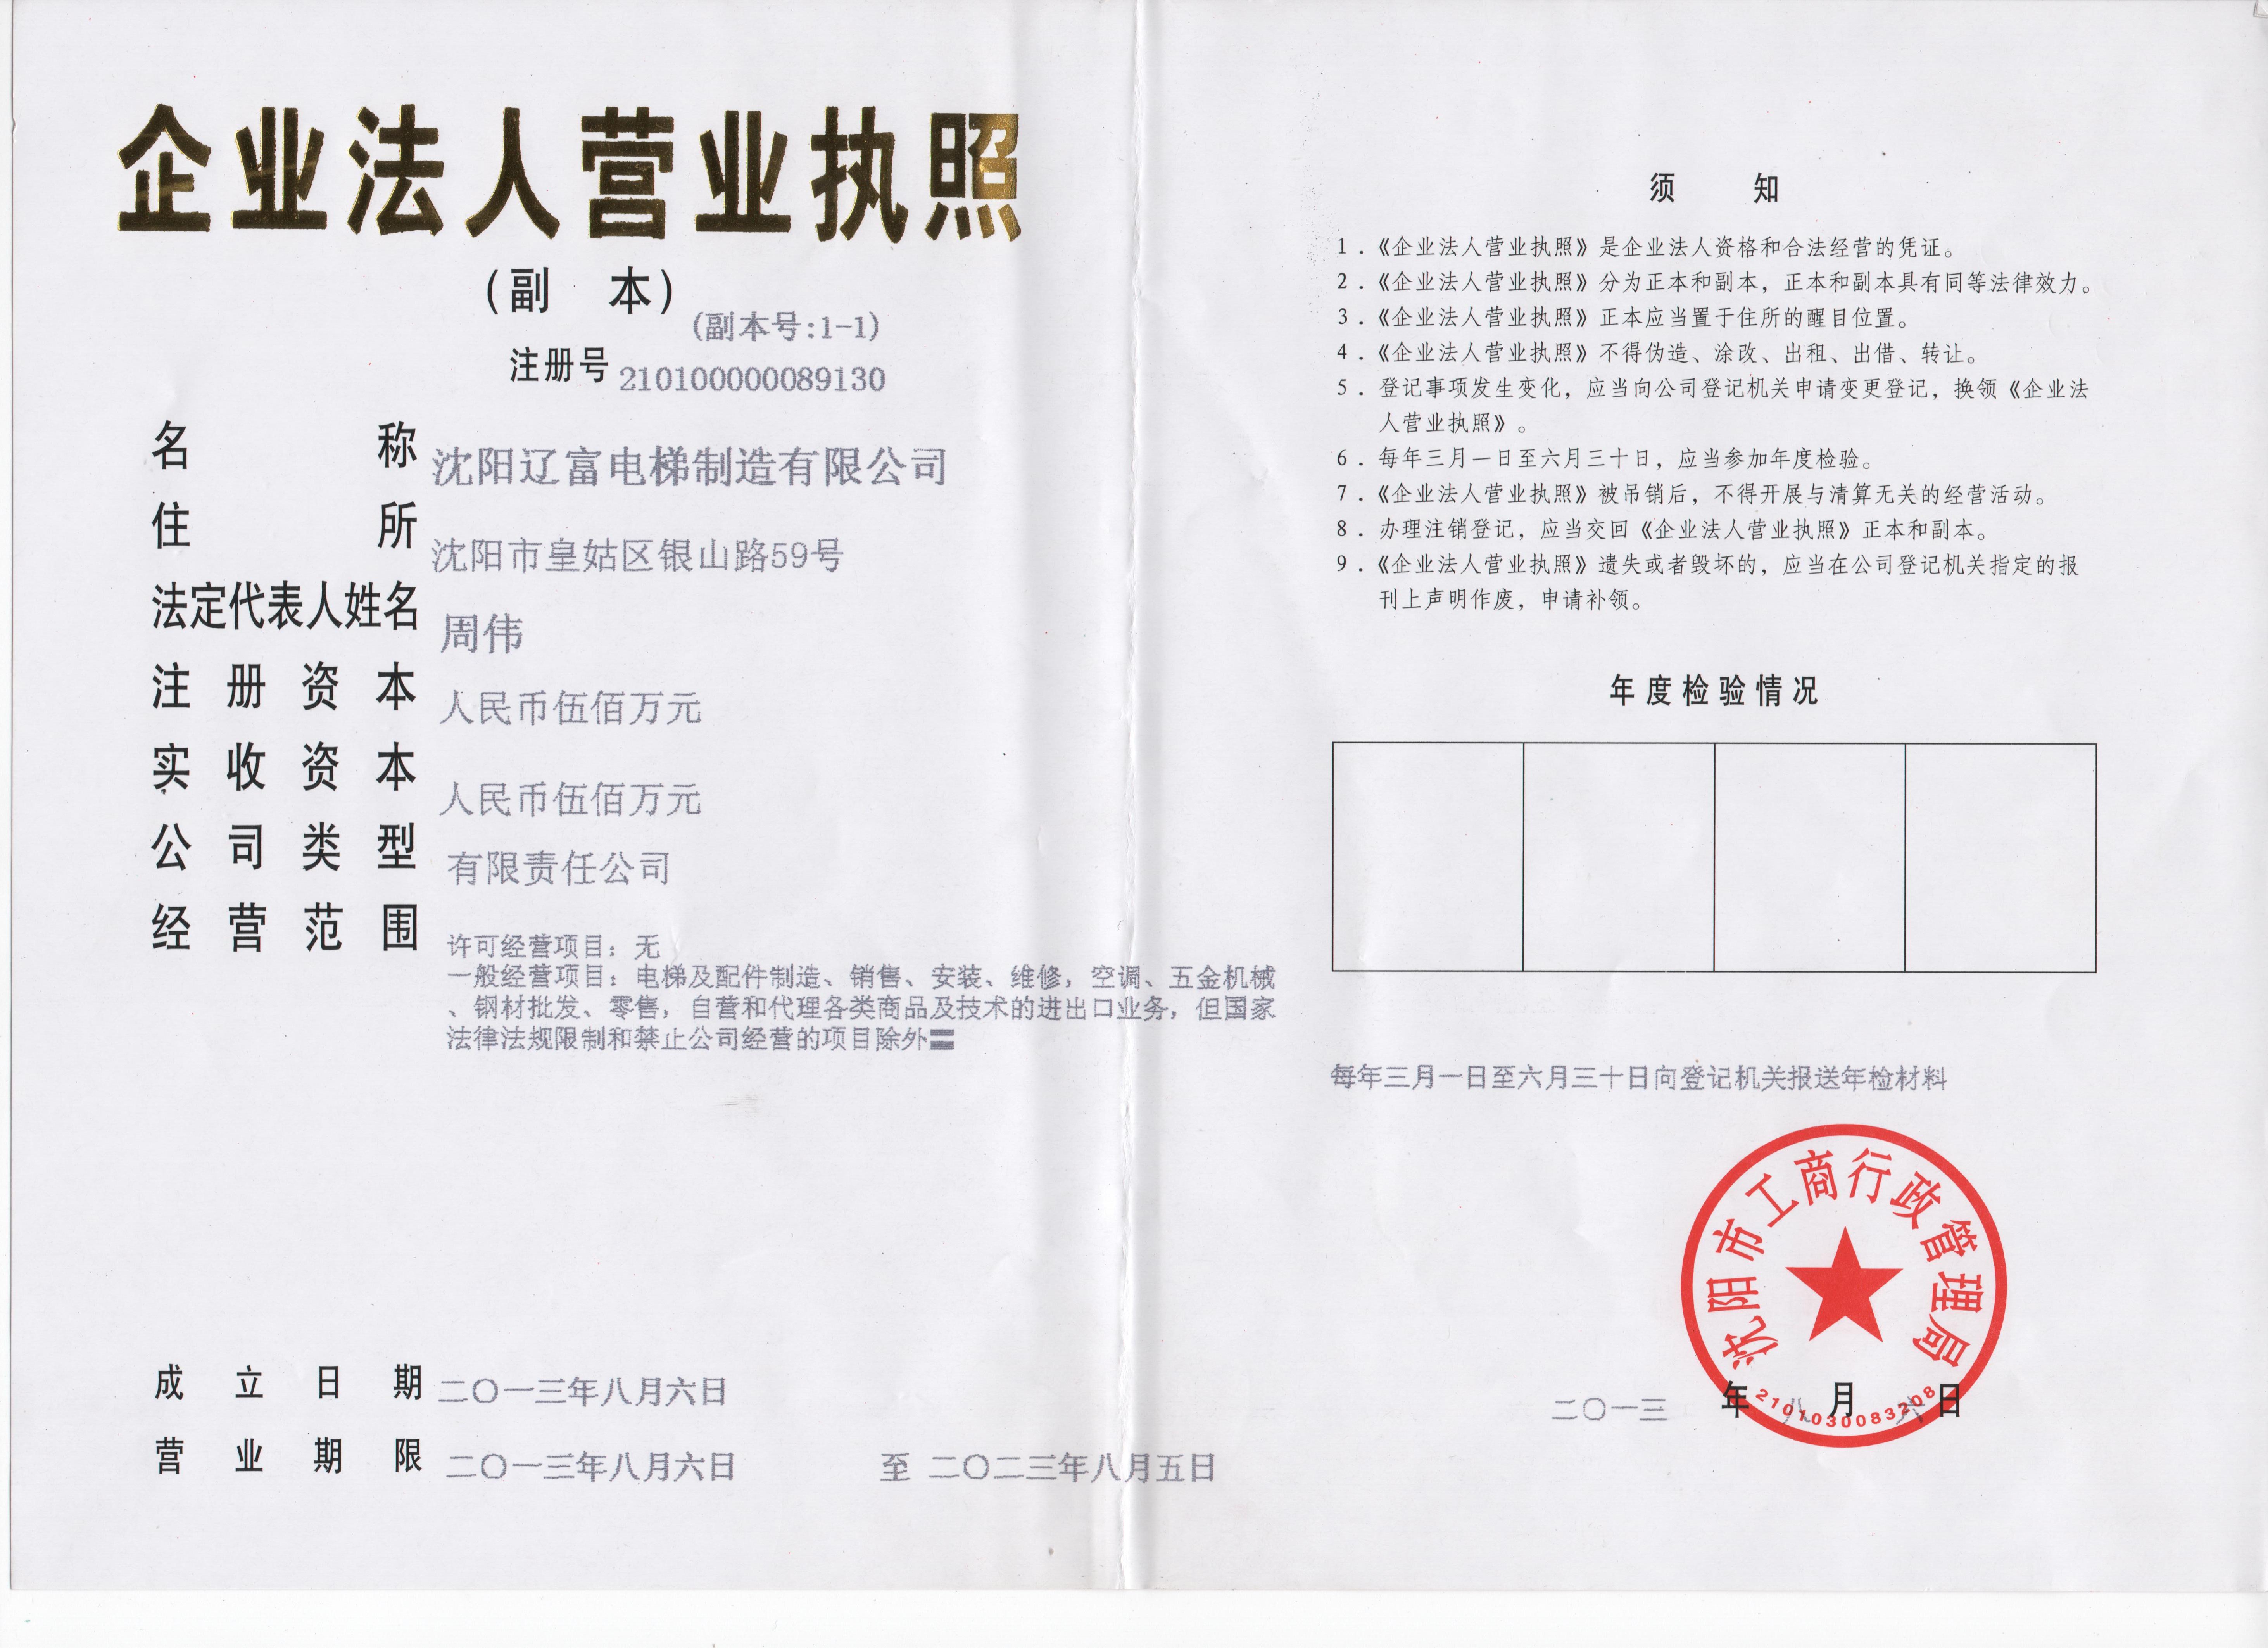 企业法人营业执照
（副 本）
（副本号:1-1）
注册号 210100000089130
名 称 沈阳辽富电梯制造有限公司
住 所 沈阳市皇姑区银山路59号
法定代表人姓名 周伟
注册资本 人民币伍佰万元
实收资本 人民币伍佰万元
公司类型 有限责任公司
经营范围 许可经营项目：无
一般经营项目：电梯及配件制造、销售、安装、维修，空调、五金机械
、钢材批发、零售，自营和代理各类商品及技术的进出口业务，但国家
法律法规限制和禁止公司经营的项目除外
成立日期 二〇一三年八月六日
营业期限 二〇一三年八月六日 至 二〇二三年八月五日
须 知
1．《企业法人营业执照》是企业法人资格和合法经营的凭证。
2．《企业法人营业执照》分为正本和副本，正本和副本具有同等法律效力。
3．《企业法人营业执照》正本应当置于住所的醒目位置。
4．《企业法人营业执照》不得伪造、涂改、出租、出借、转让。
5．登记事项发生变化，应当向公司登记机关申请变更登记，换领《企业法
人营业执照》。
6．每年三月一日至六月三十日，应当参加年度检验。
7．《企业法人营业执照》被吊销后，不得开展与清算无关的经营活动。
8．办理注销登记，应当交回《企业法人营业执照》正本和副本。
9．《企业法人营业执照》遗失或者毁坏的，应当在公司登记机关指定的报
刊上声明作废，申请补领。
年度检验情况
每年三月一日至六月三十日向登记机关报送年检材料
沈阳市工商行政管理局
二〇一三 年 八 月 日
2101030083208